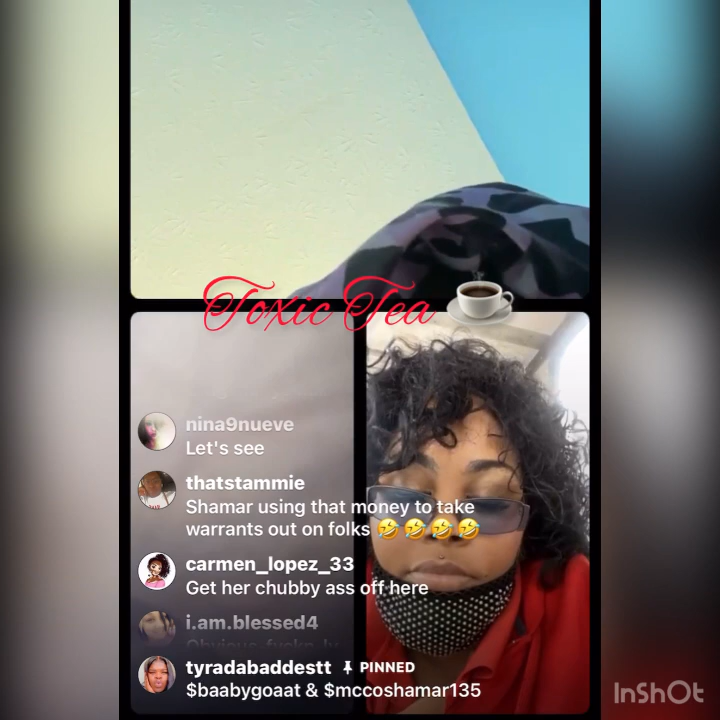 Toxic Tea
nina9nueve
Let's see
thatstammie
Shamar using that money to take
warrants out on folks 🤣🤣🤣🤣
carmen_lopez_33
Get her chubby ass off here
i.am.blessed4
tyradabaddestt PINNED
$baabygoaat & $mccoshamar135
InShOt